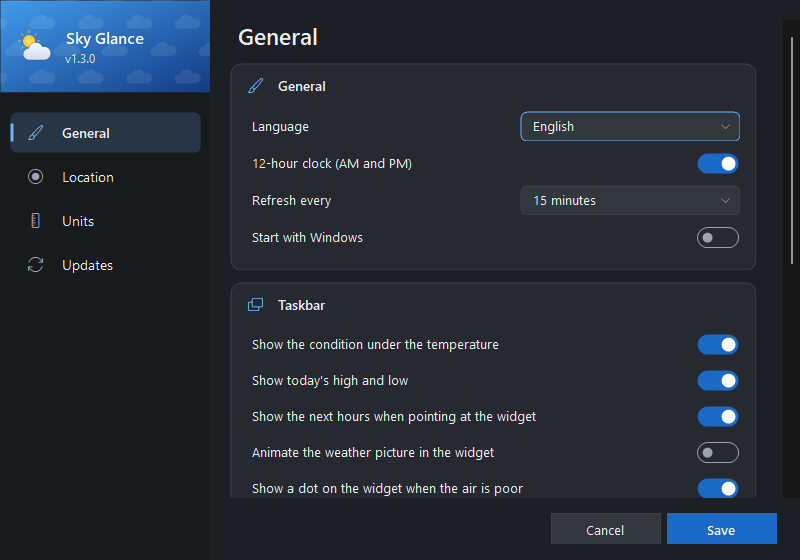 Sky Glance
v1.3.0
General
Location
Units
Updates
General
General
Language
English
12-hour clock (AM and PM)
Refresh every
15 minutes
Start with Windows
Taskbar
Show the condition under the temperature
Show today's high and low
Show the next hours when pointing at the widget
Animate the weather picture in the widget
Show a dot on the widget when the air is poor
Cancel
Save